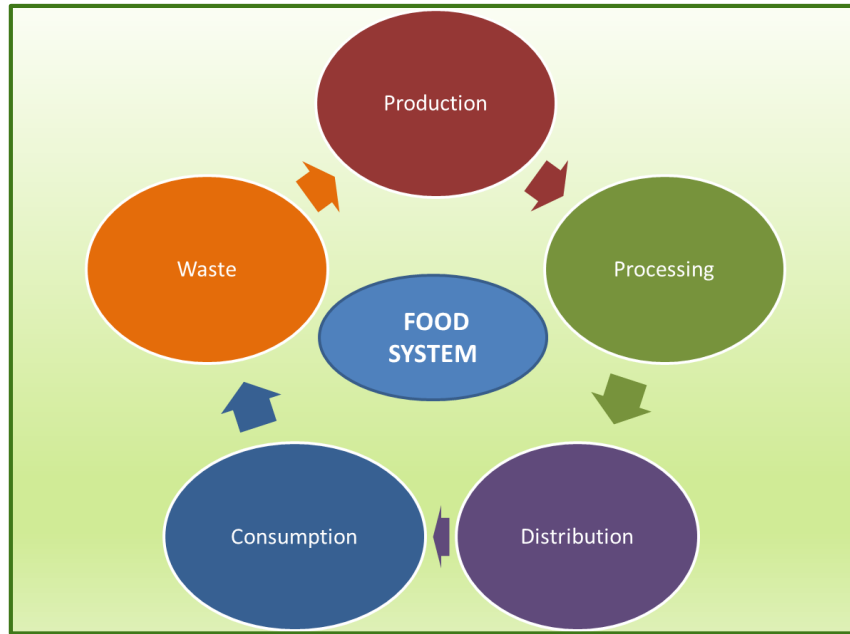 Production
Processing
Distribution
Consumption
Waste
FOOD
SYSTEM